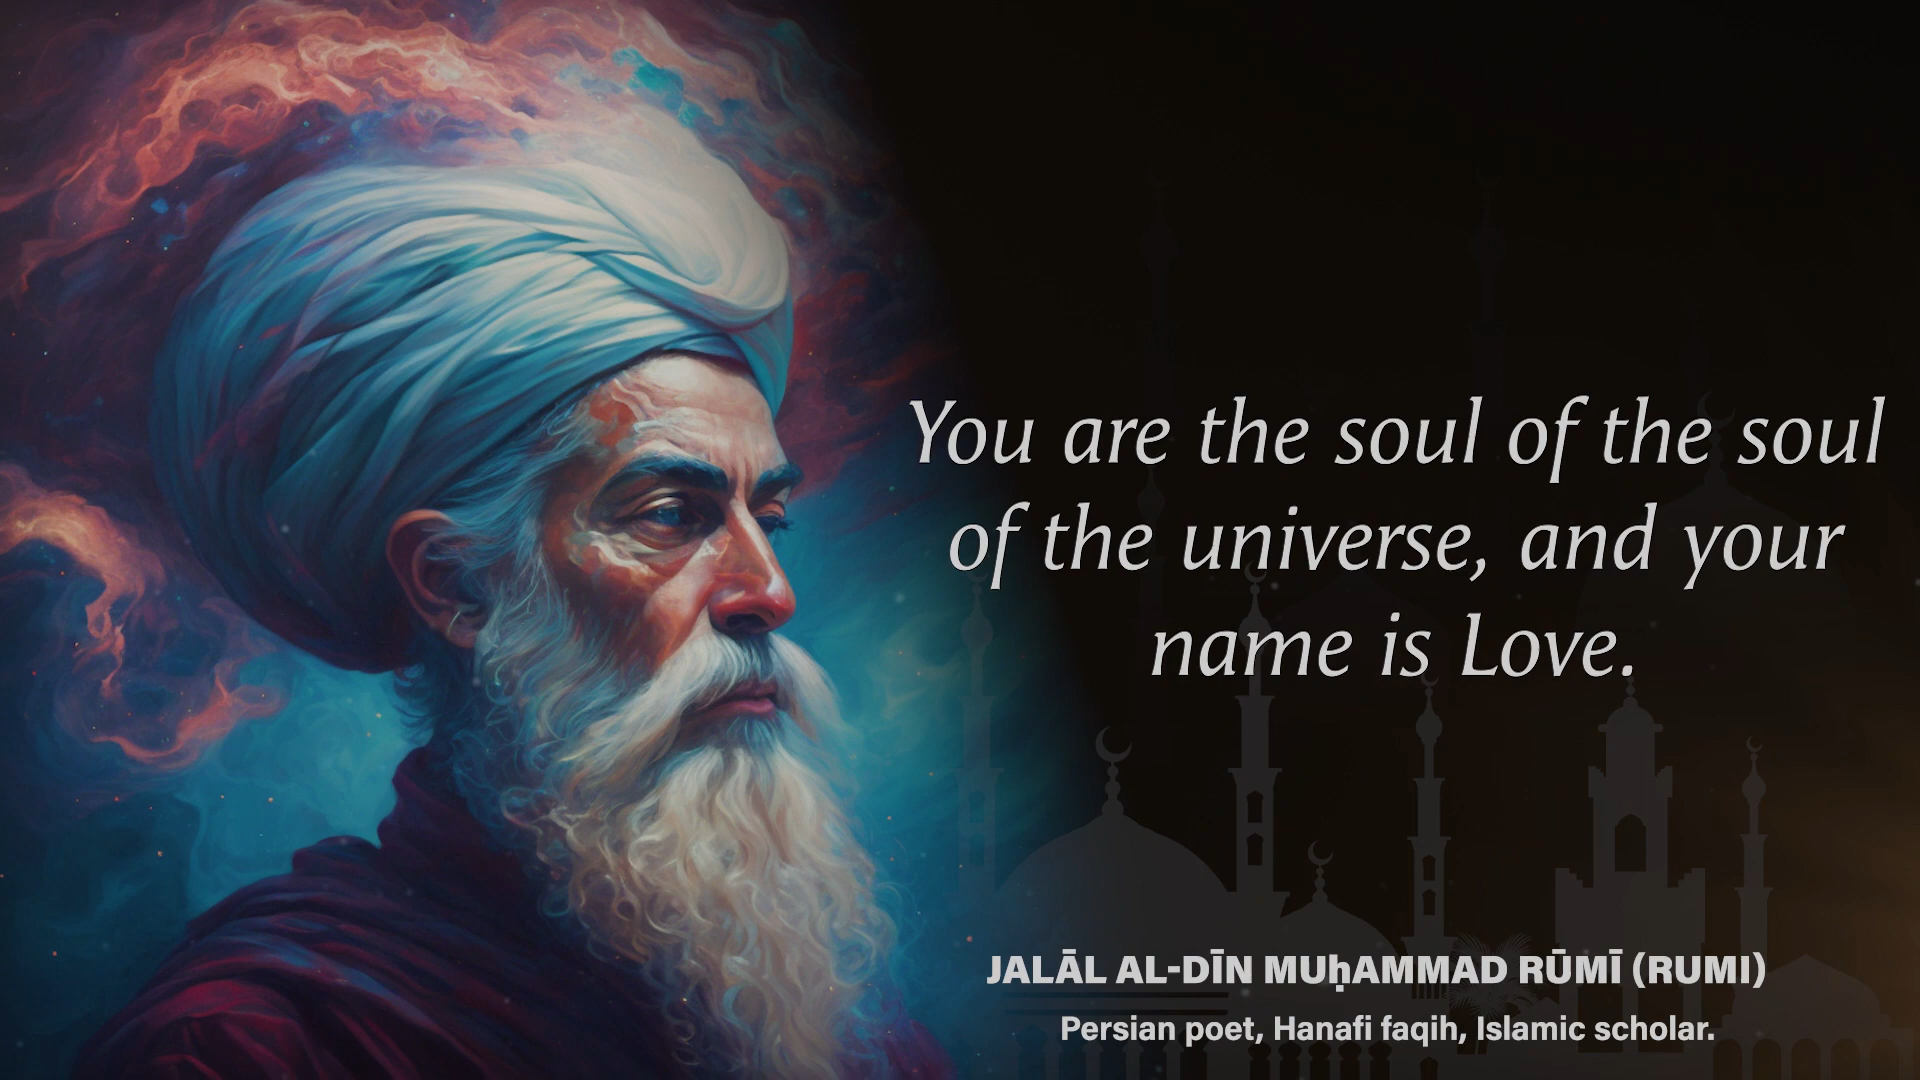 You are the soul of the soul
of the universe, and your
name is Love.
JALĀL AL-DĪN MUḥAMMAD RŪMĪ (RUMI)
Persian poet, Hanafi faqih, Islamic scholar.